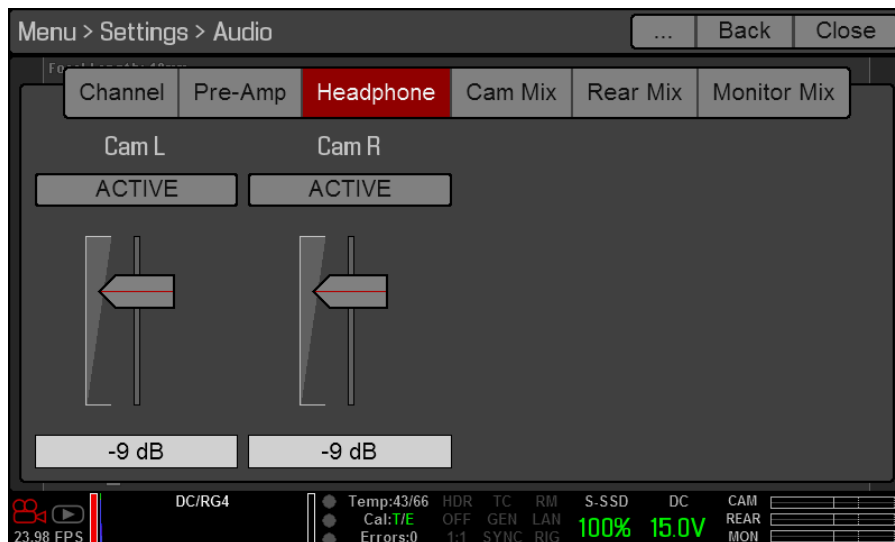 Menu > Settings > Audio ... Back Close
Channel Pre-Amp Headphone Cam Mix Rear Mix Monitor Mix
Cam L Cam R
ACTIVE ACTIVE
-9 dB -9 dB
DC/RG4 Temp:43/66 HDR TC RM S-SSD DC CAM
Cal:T/E OFF GEN LAN 100% 15.0V REAR
23.98 FPS Errors:0 1:1 SYNC RIG MON